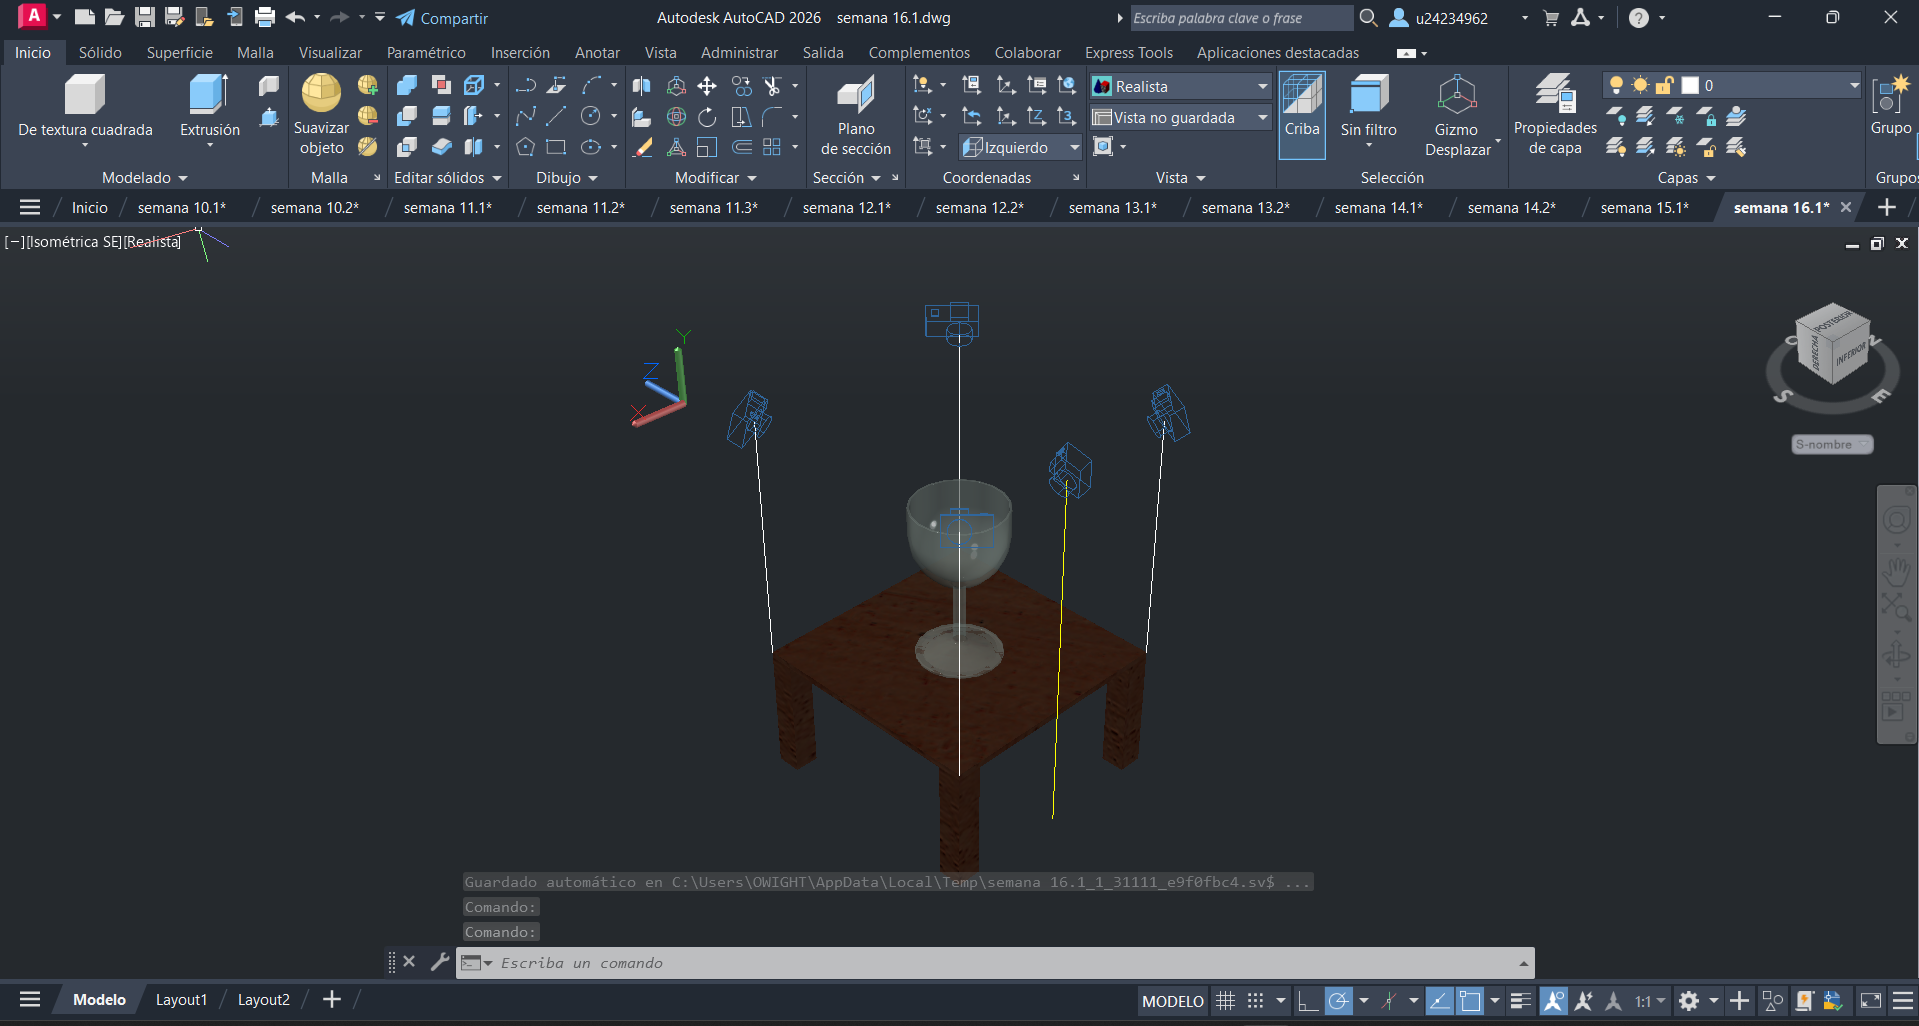 A Compartir Autodesk AutoCAD 2026 semana 16.1.dwg Escriba palabra clave o frase u24234962
Inicio Sólido Superficie Malla Visualizar Paramétrico Inserción Anotar Vista Administrar Salida Complementos Colaborar Express Tools Aplicaciones destacadas
Realista 0
De textura cuadrada Extrusión Suavizar objeto Plano de sección Vista no guardada Criba Sin filtro Gizmo Desplazar Propiedades de capa Grupo
Izquierdo
Modelado Malla Editar sólidos Dibujo Modificar Sección Coordenadas Vista Selección Capas Grupos
Inicio semana 10.1* semana 10.2* semana 11.1* semana 11.2* semana 11.3* semana 12.1* semana 12.2* semana 13.1* semana 13.2* semana 14.1* semana 14.2* semana 15.1* semana 16.1*
[−][Isométrica SE][Realista]
Y
Z
X
POSTERIOR
DERECHA INFERIOR
S E
S-nombre
Guardado automático en C:\Users\OWIGHT\AppData\Local\Temp\semana 16.1_1_31111_e9f0fbc4.sv$ ...
Comando:
Comando:
Escriba un comando
Modelo Layout1 Layout2 MODELO 1:1